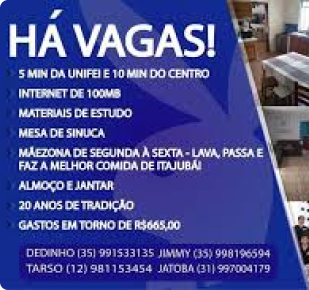 HÁ VAGAS!
5 MIN DA UNIFEI E 10 MIN DO CENTRO
INTERNET DE 100MB
MATERIAIS DE ESTUDO
MESA DE SINUCA
MÃEZONA DE SEGUNDA À SEXTA - LAVA, PASSA E
FAZ A MELHOR COMIDA DE ITAJUBÁ!
ALMOÇO E JANTAR
20 ANOS DE TRADIÇÃO
GASTOS EM TORNO DE R$665,00
DEDINHO (35) 991533135 JIMMY (35) 998196594
TARSO (12) 981153454 JATOBA (31) 997004179